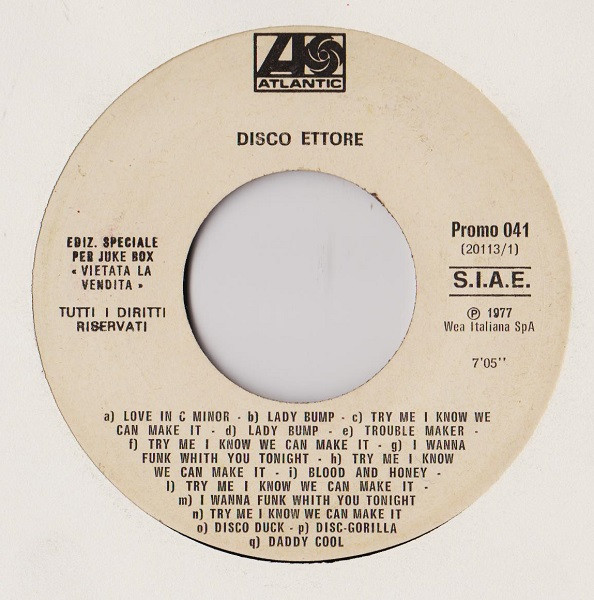 ATLANTIC
DISCO ETTORE
EDIZ. SPECIALE
PER JUKE BOX
« VIETATA LA
VENDITA »
TUTTI I DIRITTI
RISERVATI
Promo 041
(20113/1)
S.I.A.E.
Ⓟ 1977
Wea Italiana SpA
7'05''
a) LOVE IN C MINOR - b) LADY BUMP - c) TRY ME I KNOW WE
CAN MAKE IT - d) LADY BUMP - e) TROUBLE MAKER -
f) TRY ME I KNOW WE CAN MAKE IT - g) I WANNA
FUNK WHITH YOU TONIGHT - h) TRY ME I KNOW
WE CAN MAKE IT - i) BLOOD AND HONEY -
l) TRY ME I KNOW WE CAN MAKE IT -
m) I WANNA FUNK WHITH YOU TONIGHT
n) TRY ME I KNOW WE CAN MAKE IT
o) DISCO DUCK - p) DISC-GORILLA
q) DADDY COOL